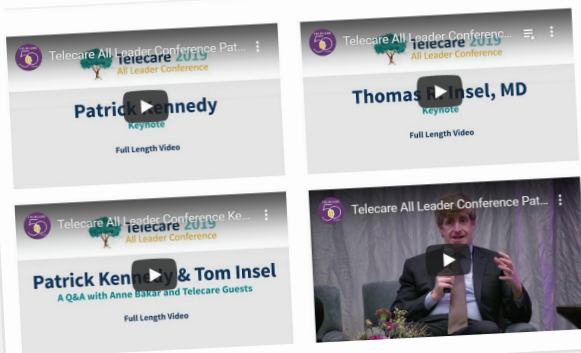 Telecare All Leader Conference Pat...
Telecare 2019
All Leader Conference
Patrick Kennedy
Keynote
Full Length Video
Telecare All Leader Conferenc...
Telecare 2019
All Leader Conference
Thomas R. Insel, MD
Keynote
Full Length Video
Telecare All Leader Conference Ke...
Telecare 2019
All Leader Conference
Patrick Kennedy & Tom Insel
A Q&A with Anne Bakar and Telecare Guests
Full Length Video
Telecare All Leader Conference Pat...